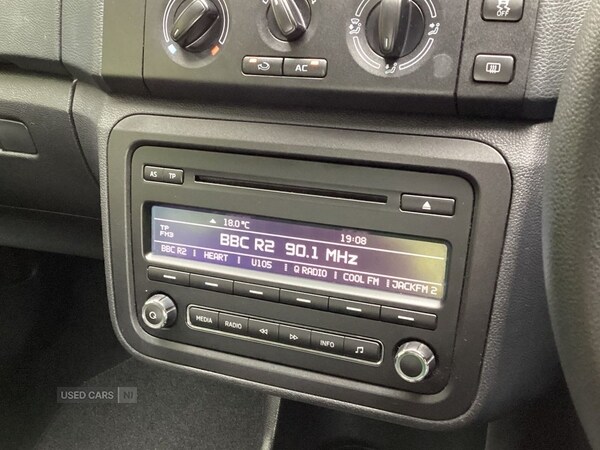 OFF
AC
AS TP
18.0°C
19:08
TP
FM3
BBC R2 90.1 MHz
BBC R2 | HEART | U105 | Q RADIO | COOL FM | JACKFM 2
MEDIA RADIO INFO
USED CARS NI